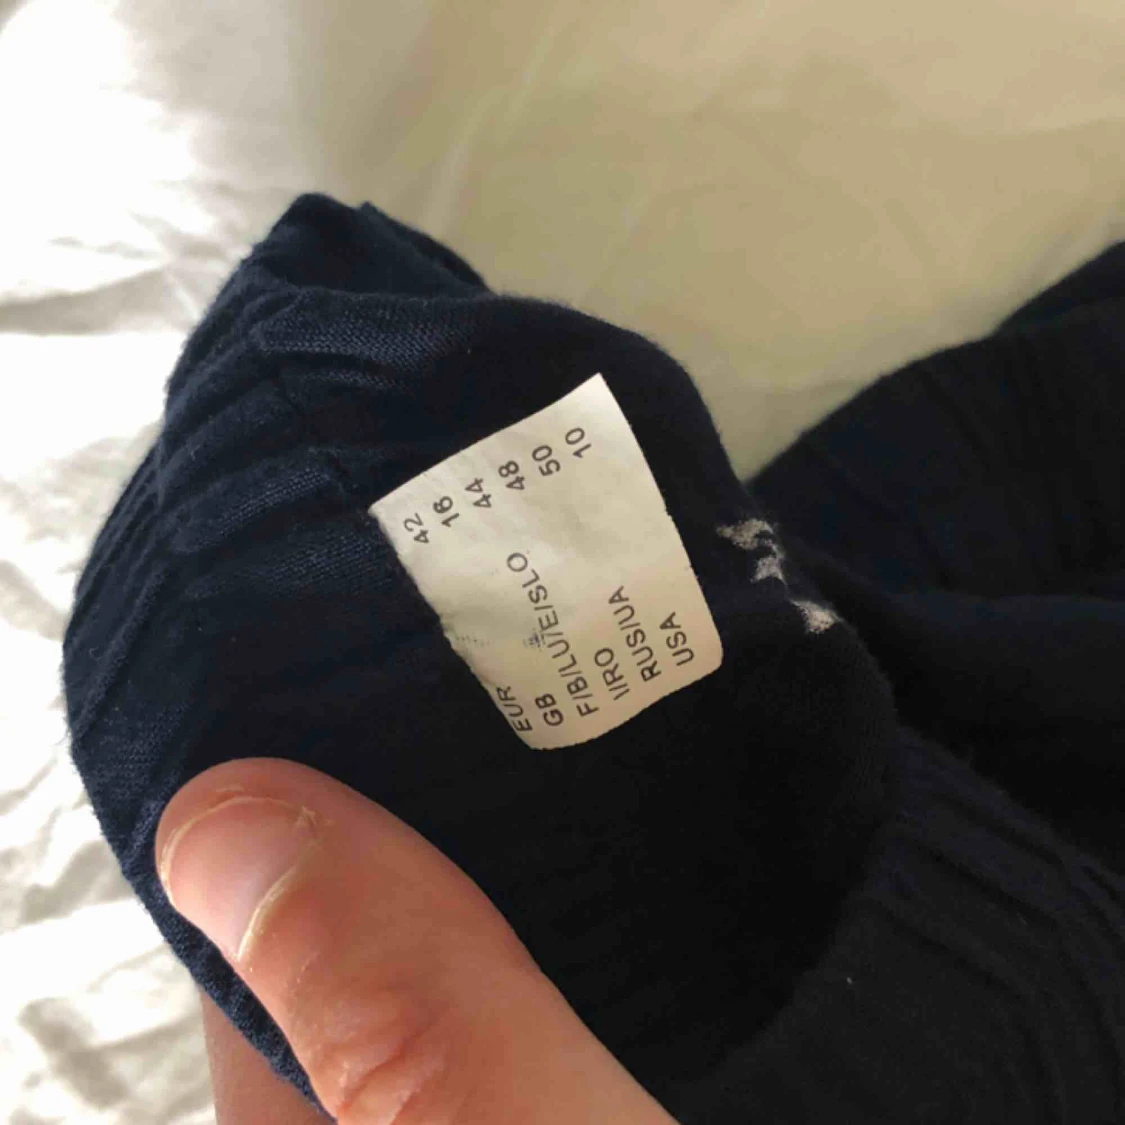 EUR 42
GB 16
F/B/LU/E/SLO 44
I/RO 48
RUS/UA 50
USA 10